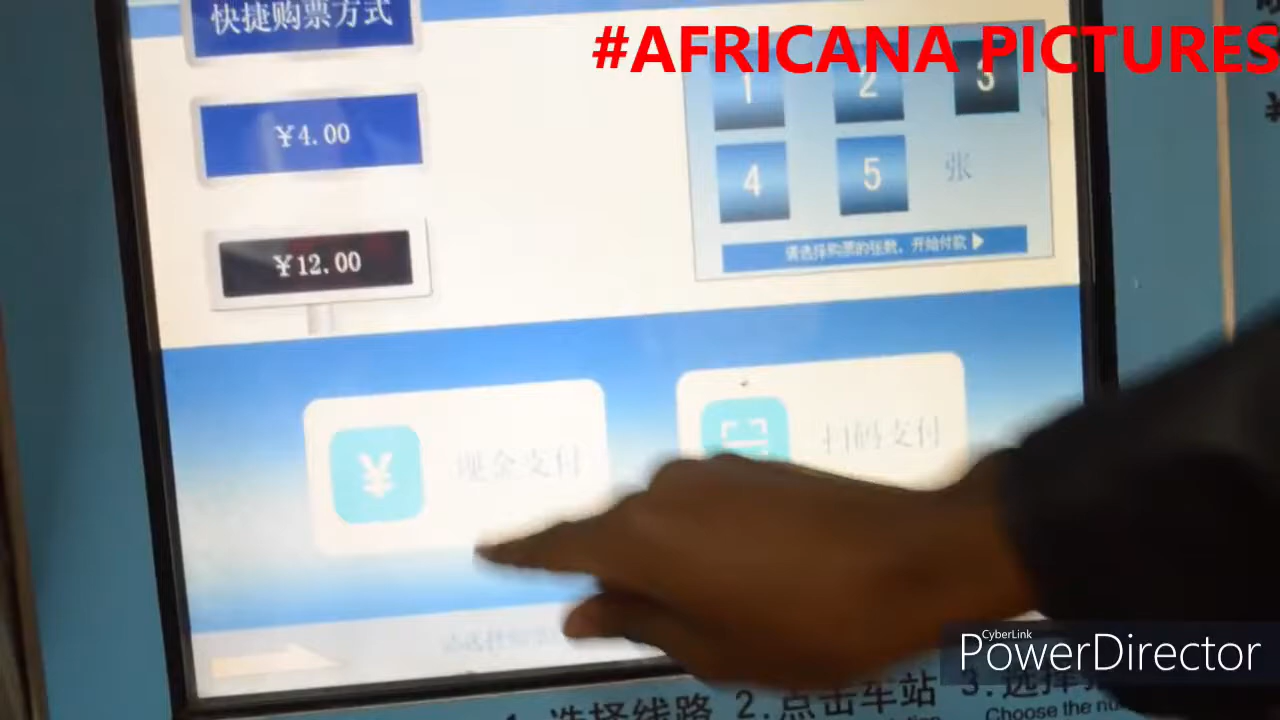 快捷购票方式
#AFRICANA PICTURES
1 2 3
¥4.00
4 5 张
请选择购票的张数，开始付款
¥12.00
¥ 现金支付
扫码支付
CyberLink
PowerDirector
1.选择线路 2.点击车站 3.选择
Choose the